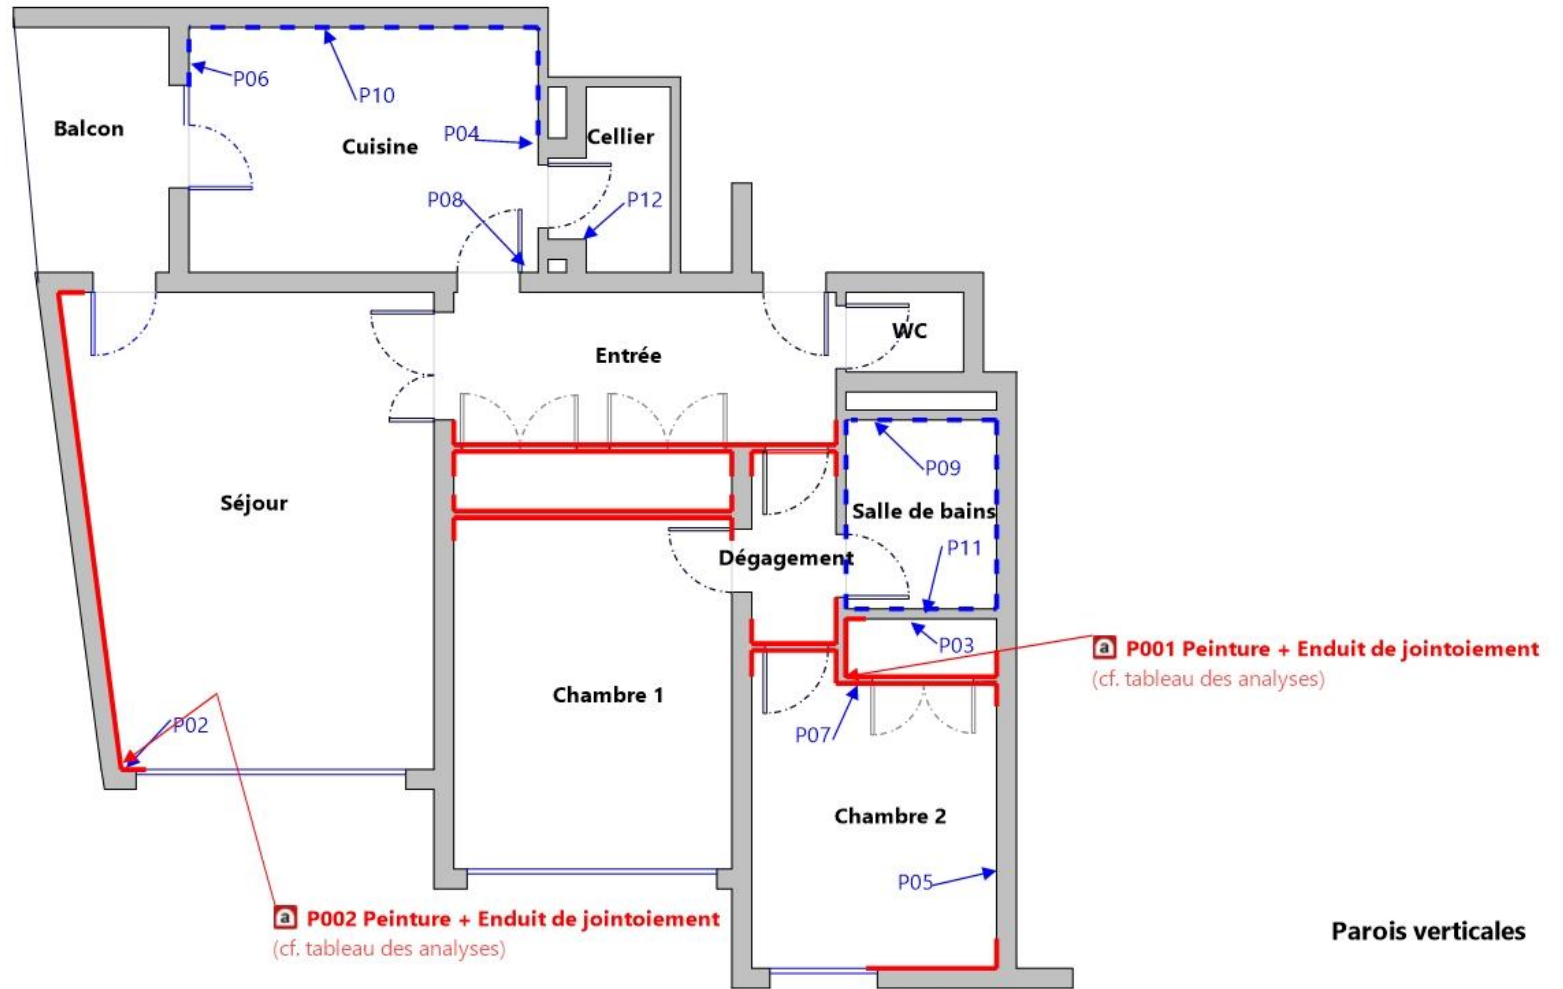 P06
P10
Balcon
P04
Cellier
Cuisine
P08
P12
WC
Entrée
P09
Séjour
Salle de bains
P11
Dégagement
P03
a P001 Peinture + Enduit de jointoiement
(cf. tableau des analyses)
Chambre 1
P02
P07
Chambre 2
P05
a P002 Peinture + Enduit de jointoiement
(cf. tableau des analyses)
Parois verticales